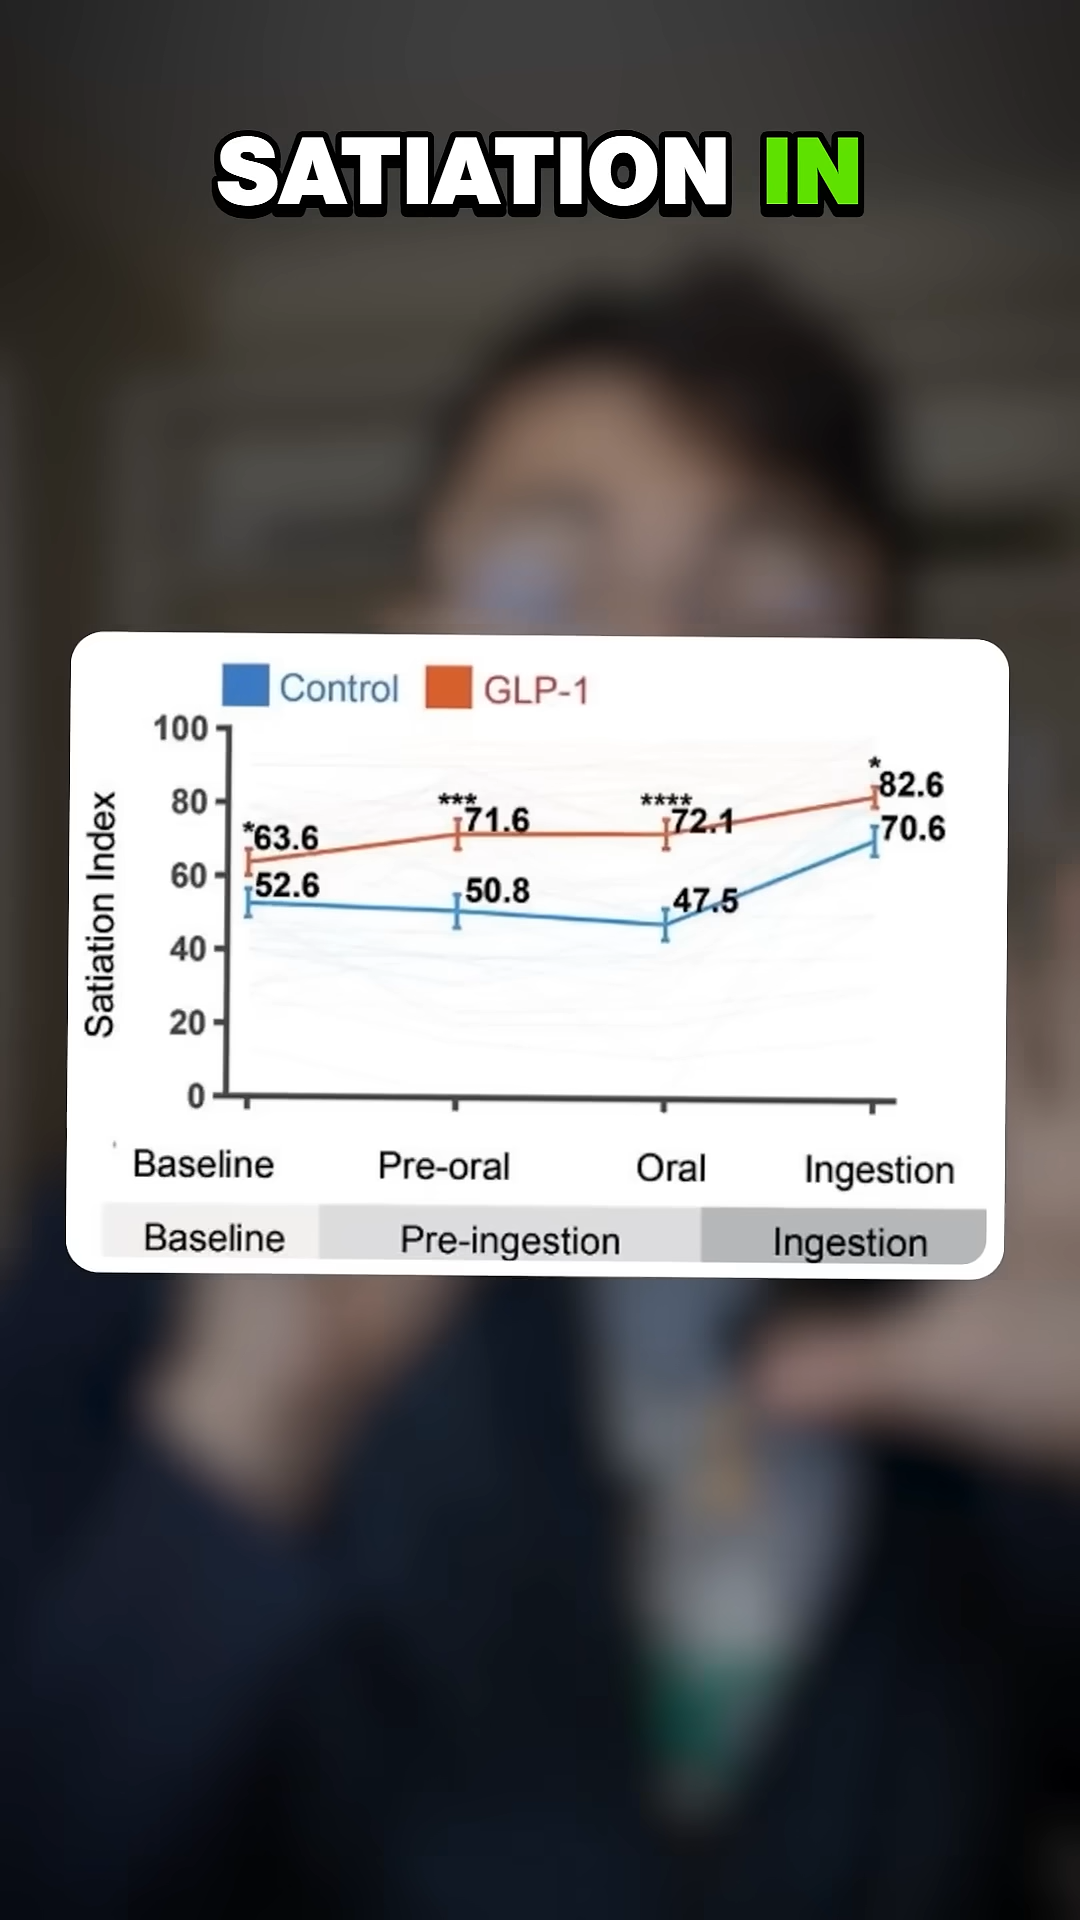 SATIATION IN
Control GLP-1
100
80
60
40
20
0
Satiation Index
*63.6
52.6
***71.6
50.8
****72.1
47.5
*82.6
70.6
Baseline Pre-oral Oral Ingestion
Baseline Pre-ingestion Ingestion